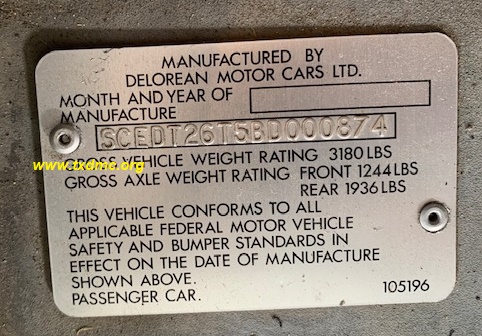 MANUFACTURED BY
DELOREAN MOTOR CARS LTD.
MONTH AND YEAR OF
MANUFACTURE
SCEDT26T5BD000874
www.txdmc.org
GROSS VEHICLE WEIGHT RATING 3180 LBS
GROSS AXLE WEIGHT RATING FRONT 1244 LBS
REAR 1936 LBS
THIS VEHICLE CONFORMS TO ALL
APPLICABLE FEDERAL MOTOR VEHICLE
SAFETY AND BUMPER STANDARDS IN
EFFECT ON THE DATE OF MANUFACTURE
SHOWN ABOVE.
PASSENGER CAR.
105196